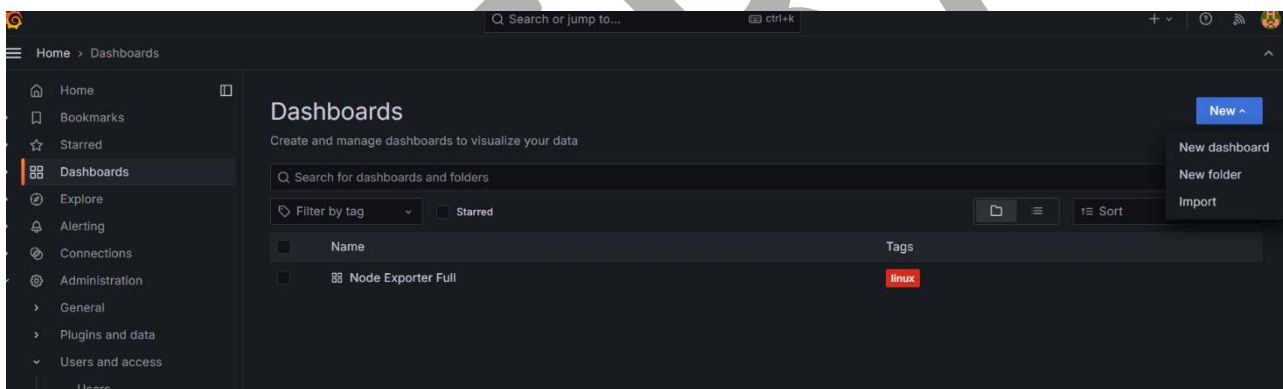 Search or jump to... ctrl+k
Home › Dashboards
Home
Bookmarks
Starred
Dashboards
Explore
Alerting
Connections
Administration
General
Plugins and data
Users and access
Users
Dashboards
Create and manage dashboards to visualize your data
New
New dashboard
New folder
Import
Search for dashboards and folders
Filter by tag Starred Sort
Name Tags
Node Exporter Full linux